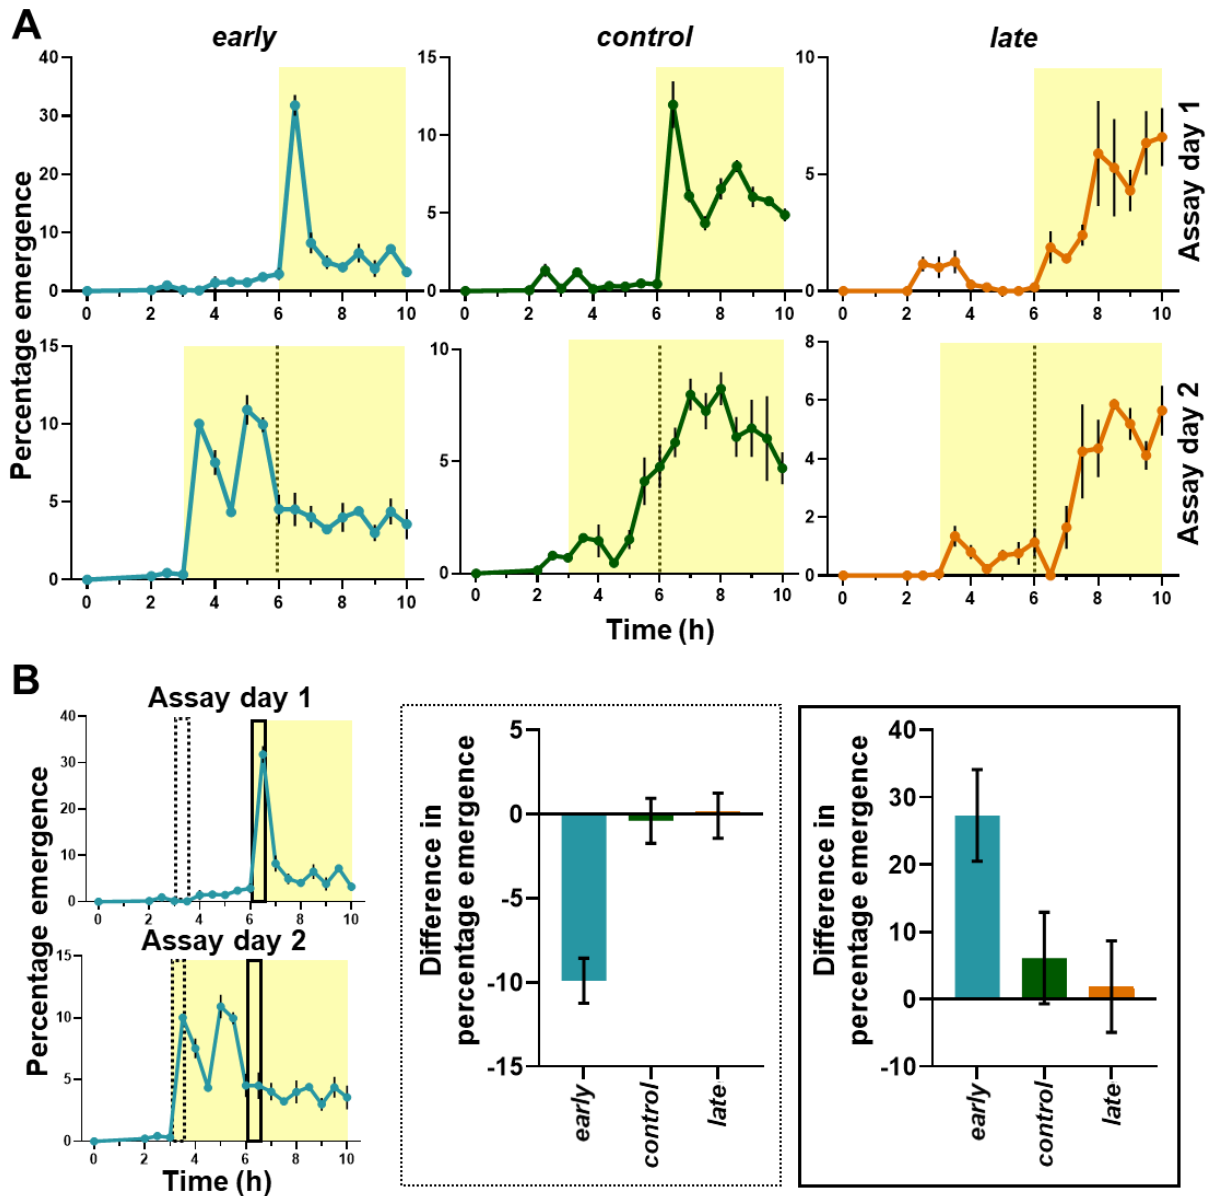 A
early control late
40 30 20 10 0
0 2 4 6 8 10
15 10 5 0
0 2 4 6 8 10
10 5 0
0 2 4 6 8 10
Assay day 1
Percentage emergence
15 10 5 0
0 2 4 6 8 10
10 5 0
0 2 4 6 8 10
8 6 4 2 0
0 2 4 6 8 10
Assay day 2
Time (h)
B
Assay day 1
40 30 20 10 0
0 2 4 6 8 10
Percentage emergence
Assay day 2
15 10 5 0
0 2 4 6 8 10
Time (h)
Difference in
percentage emergence
5 0 -5 -10 -15
early control late
Difference in
percentage emergence
40 30 20 10 0 -10
early control late